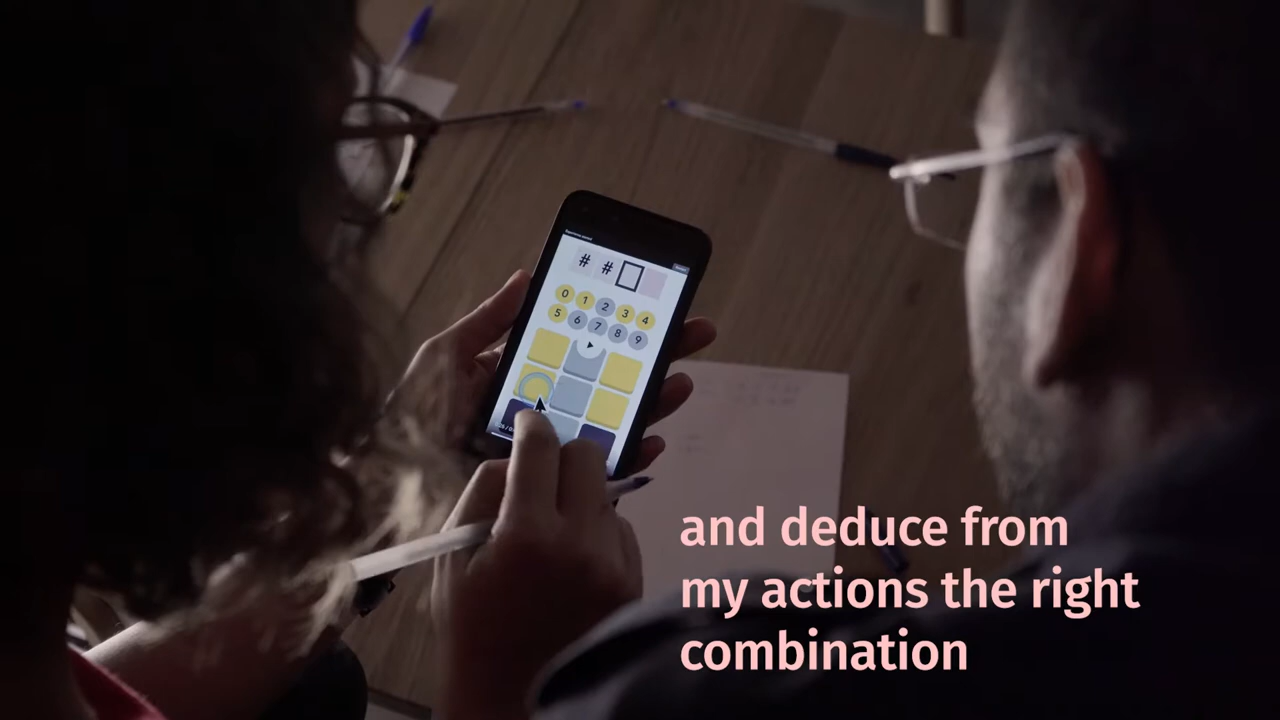 # #
0 1 2 3 4
5 6 7 8 9
and deduce from
my actions the right
combination